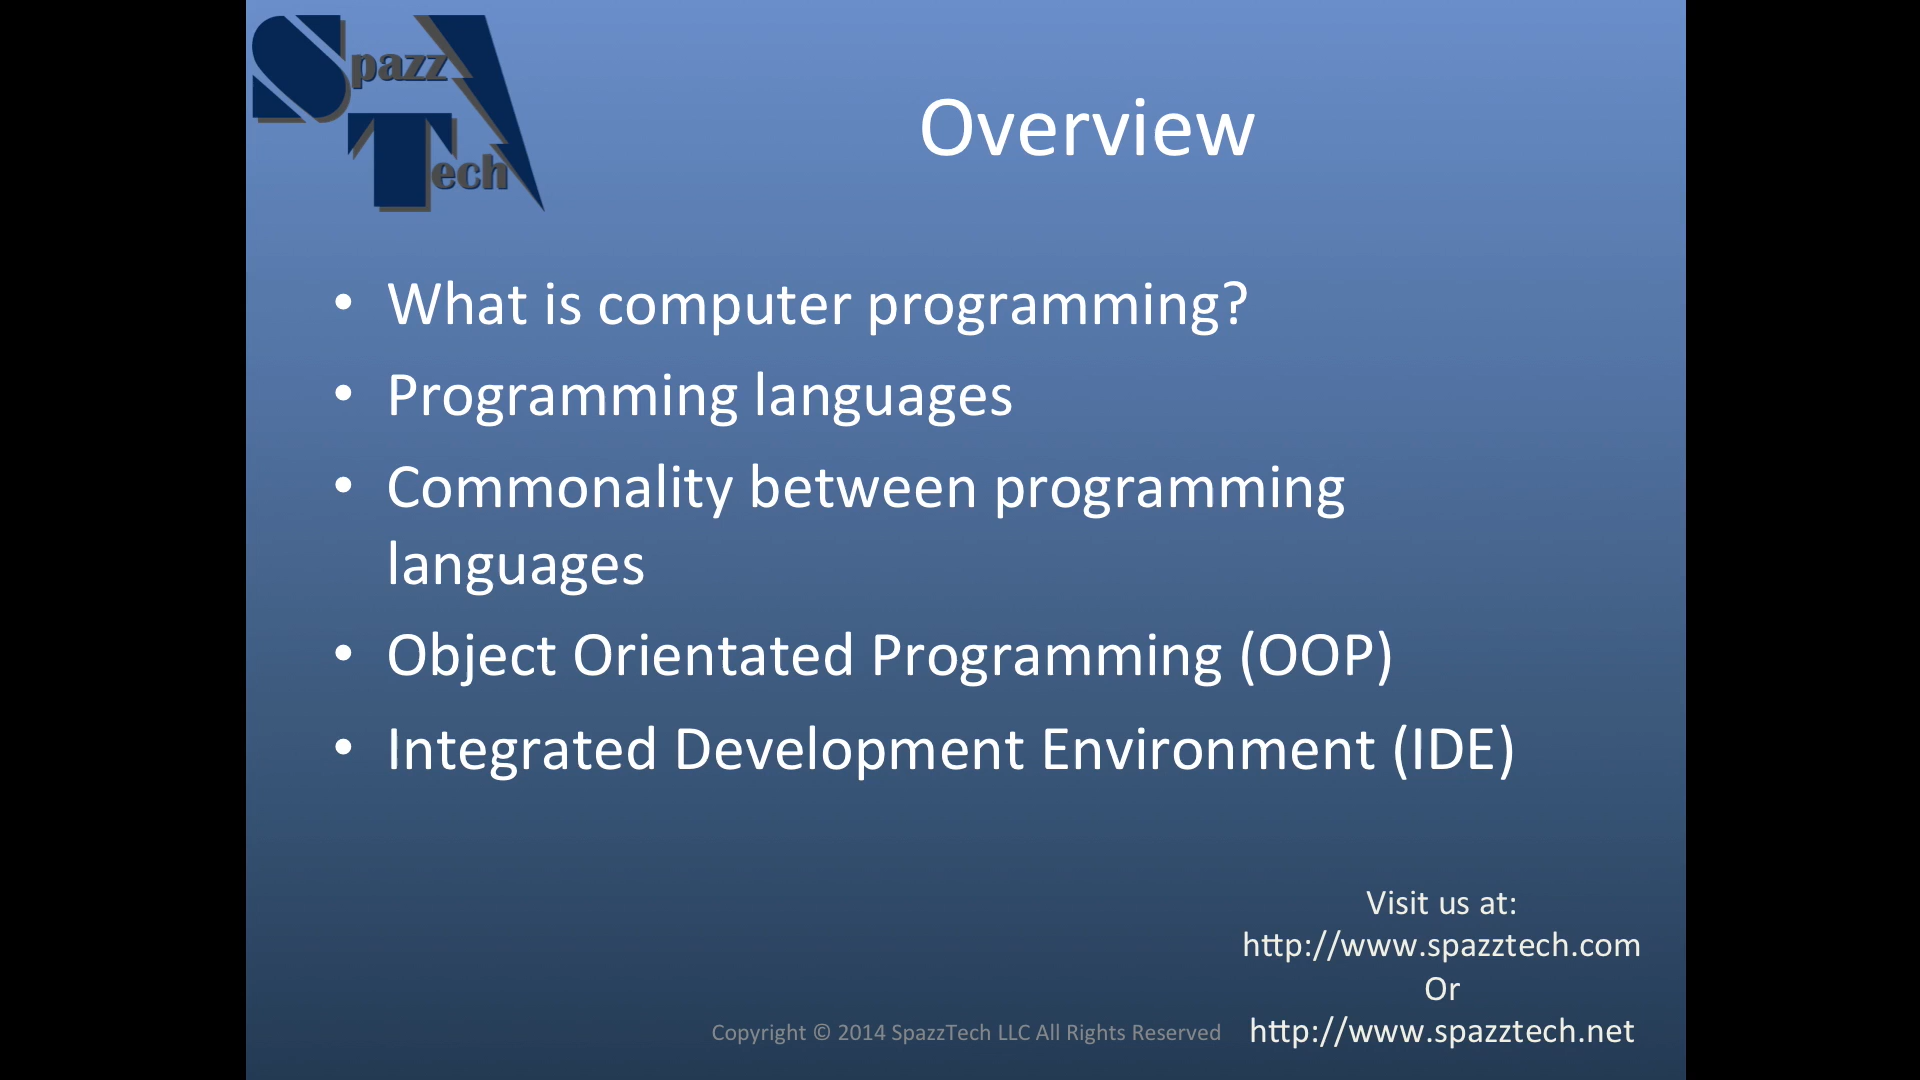 Spazz
Tech
Overview
• What is computer programming?
• Programming languages
• Commonality between programming
languages
• Object Orientated Programming (OOP)
• Integrated Development Environment (IDE)
Visit us at:
http://www.spazztech.com
Or
http://www.spazztech.net
Copyright © 2014 SpazzTech LLC All Rights Reserved